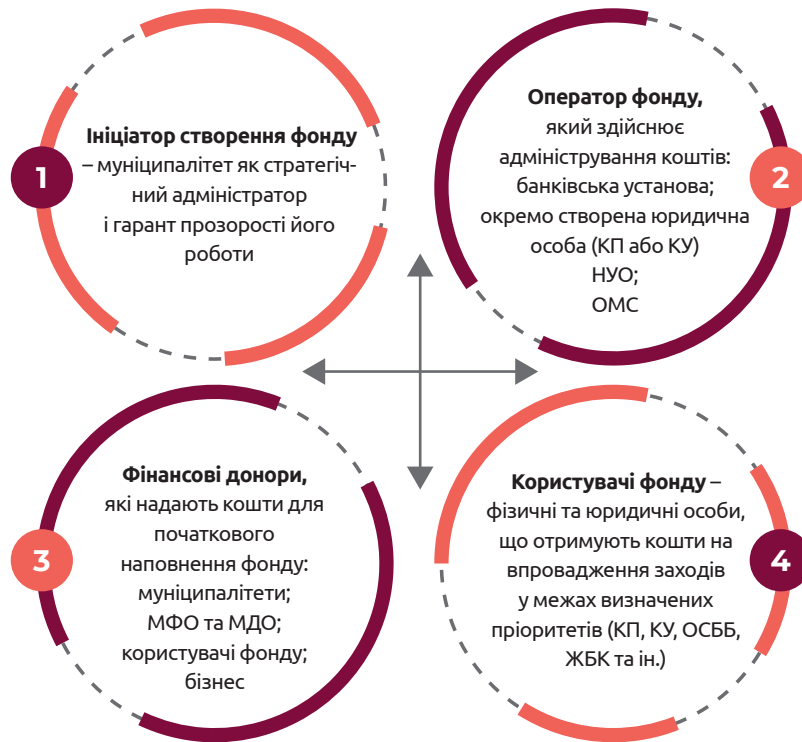 1
Ініціатор створення фонду
– муніципалітет як стратегіч-
ний адміністратор
і гарант прозорості його
роботи
2
Оператор фонду,
який здійснює
адміністрування коштів:
банківська установа;
окремо створена юридична
особа (КП або КУ)
НУО;
ОМС
3
Фінансові донори,
які надають кошти для
початкового
наповнення фонду:
муніципалітети;
МФО та МДО;
користувачі фонду;
бізнес
4
Користувачі фонду –
фізичні та юридичні особи,
що отримують кошти на
впровадження заходів
у межах визначених
пріоритетів (КП, КУ, ОСББ,
ЖБК та ін.)